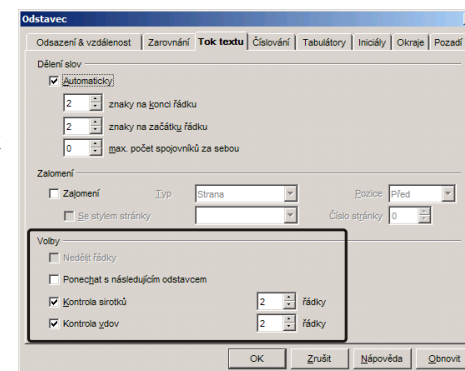 Odstavec
Odsazení & vzdálenost Zarovnání Tok textu Číslování Tabulátory Iniciály Okraje Pozadí
Dělení slov
Automaticky
2 znaky na konci řádku
2 znaky na začátku řádku
0 max. počet spojovníků za sebou
Zalomení
Zalomení Typ Strana Pozice Před
Se stylem stránky Číslo stránky 0
Volby
Nedělit řádky
Ponechat s následujícím odstavcem
Kontrola sirotků 2 řádky
Kontrola vdov 2 řádky
OK Zrušit Nápověda Obnovit